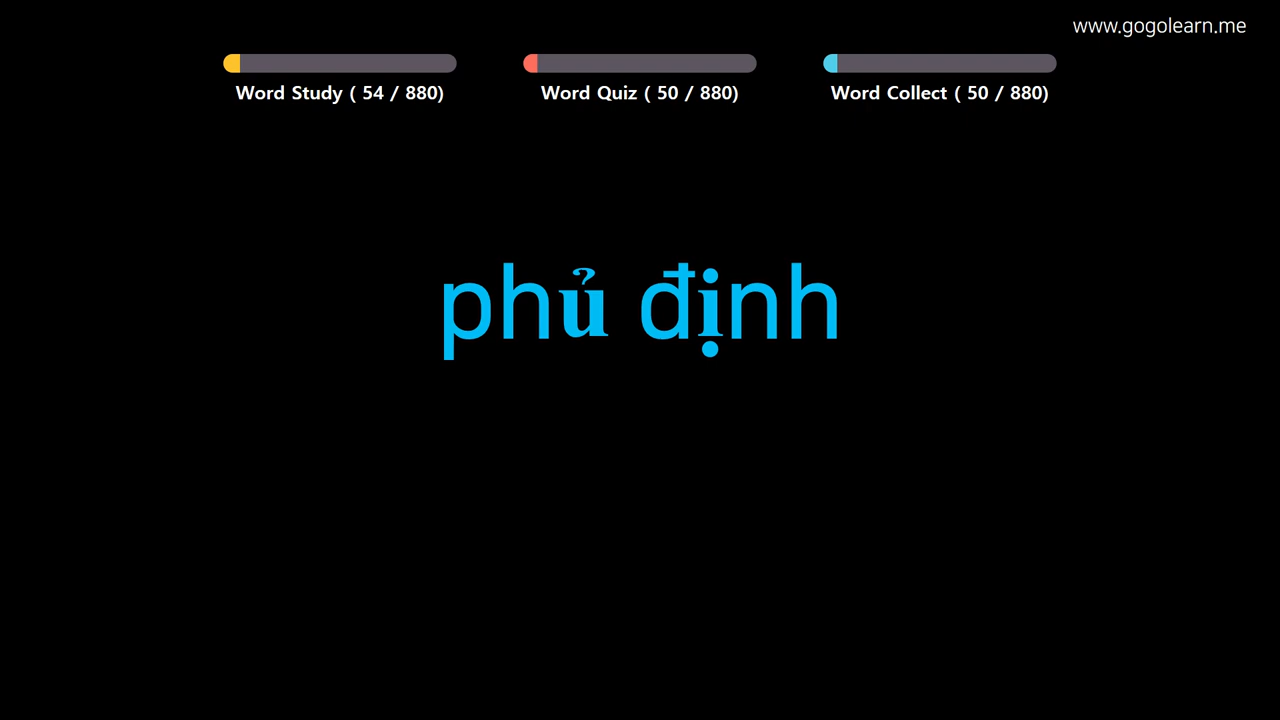 www.gogolearn.me
Word Study ( 54 / 880)
Word Quiz ( 50 / 880)
Word Collect ( 50 / 880)
phủ định